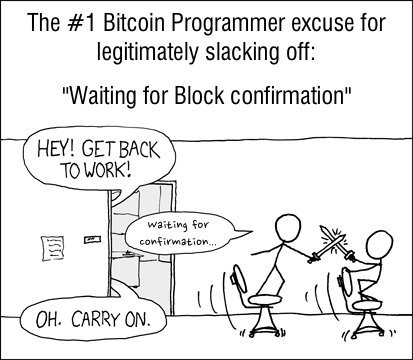 The #1 Bitcoin Programmer excuse for
legitimately slacking off:
"Waiting for Block confirmation"
HEY! GET BACK
TO WORK!
Waiting for
confirmation...
OH. CARRY ON.